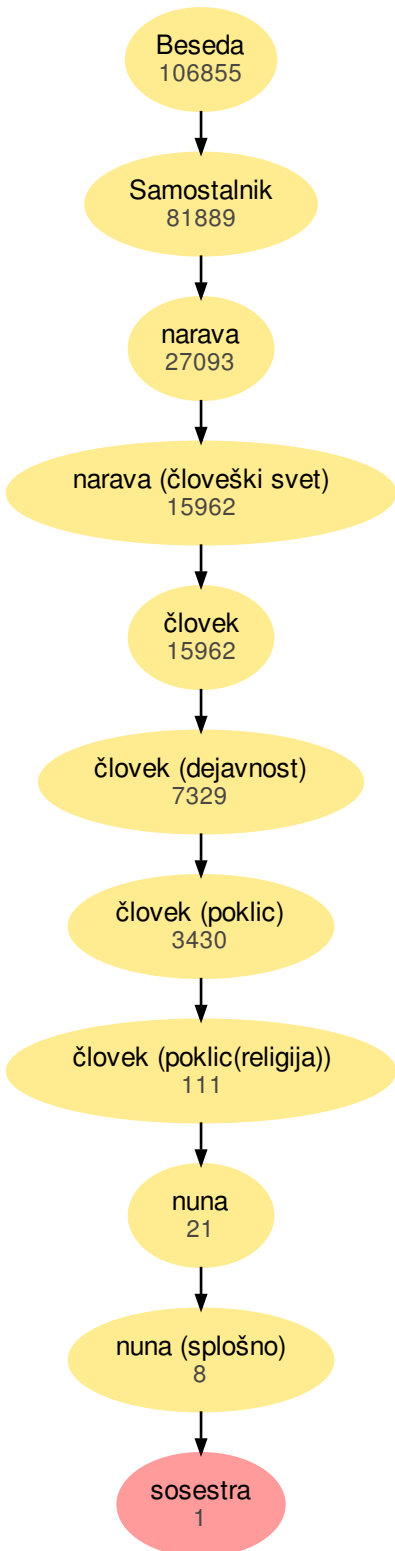 Beseda
106855
Samostalnik
81889
narava
27093
narava (človeški svet)
15962
človek
15962
človek (dejavnost)
7329
človek (poklic)
3430
človek (poklic(religija))
111
nuna
21
nuna (splošno)
8
sosestra
1